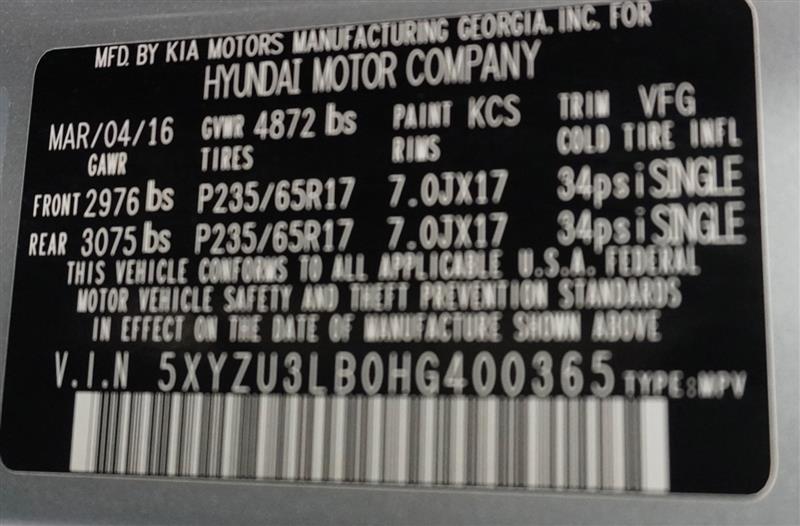 MFD. BY KIA MOTORS MANUFACTURING GEORGIA, INC. FOR
HYUNDAI MOTOR COMPANY
MAR/04/16 GVWR 4872 lbs PAINT KCS TRIM VFG
GAWR TIRES RIMS COLD TIRE INFL
FRONT 2976 lbs P235/65R17 7.0JX17 34psi SINGLE
REAR 3075 lbs P235/65R17 7.0JX17 34psi SINGLE
THIS VEHICLE CONFORMS TO ALL APPLICABLE U.S.A. FEDERAL
MOTOR VEHICLE SAFETY AND THEFT PREVENTION STANDARDS
IN EFFECT ON THE DATE OF MANUFACTURE SHOWN ABOVE
V.I.N 5XYZU3LB0HG400365 TYPE:MPV